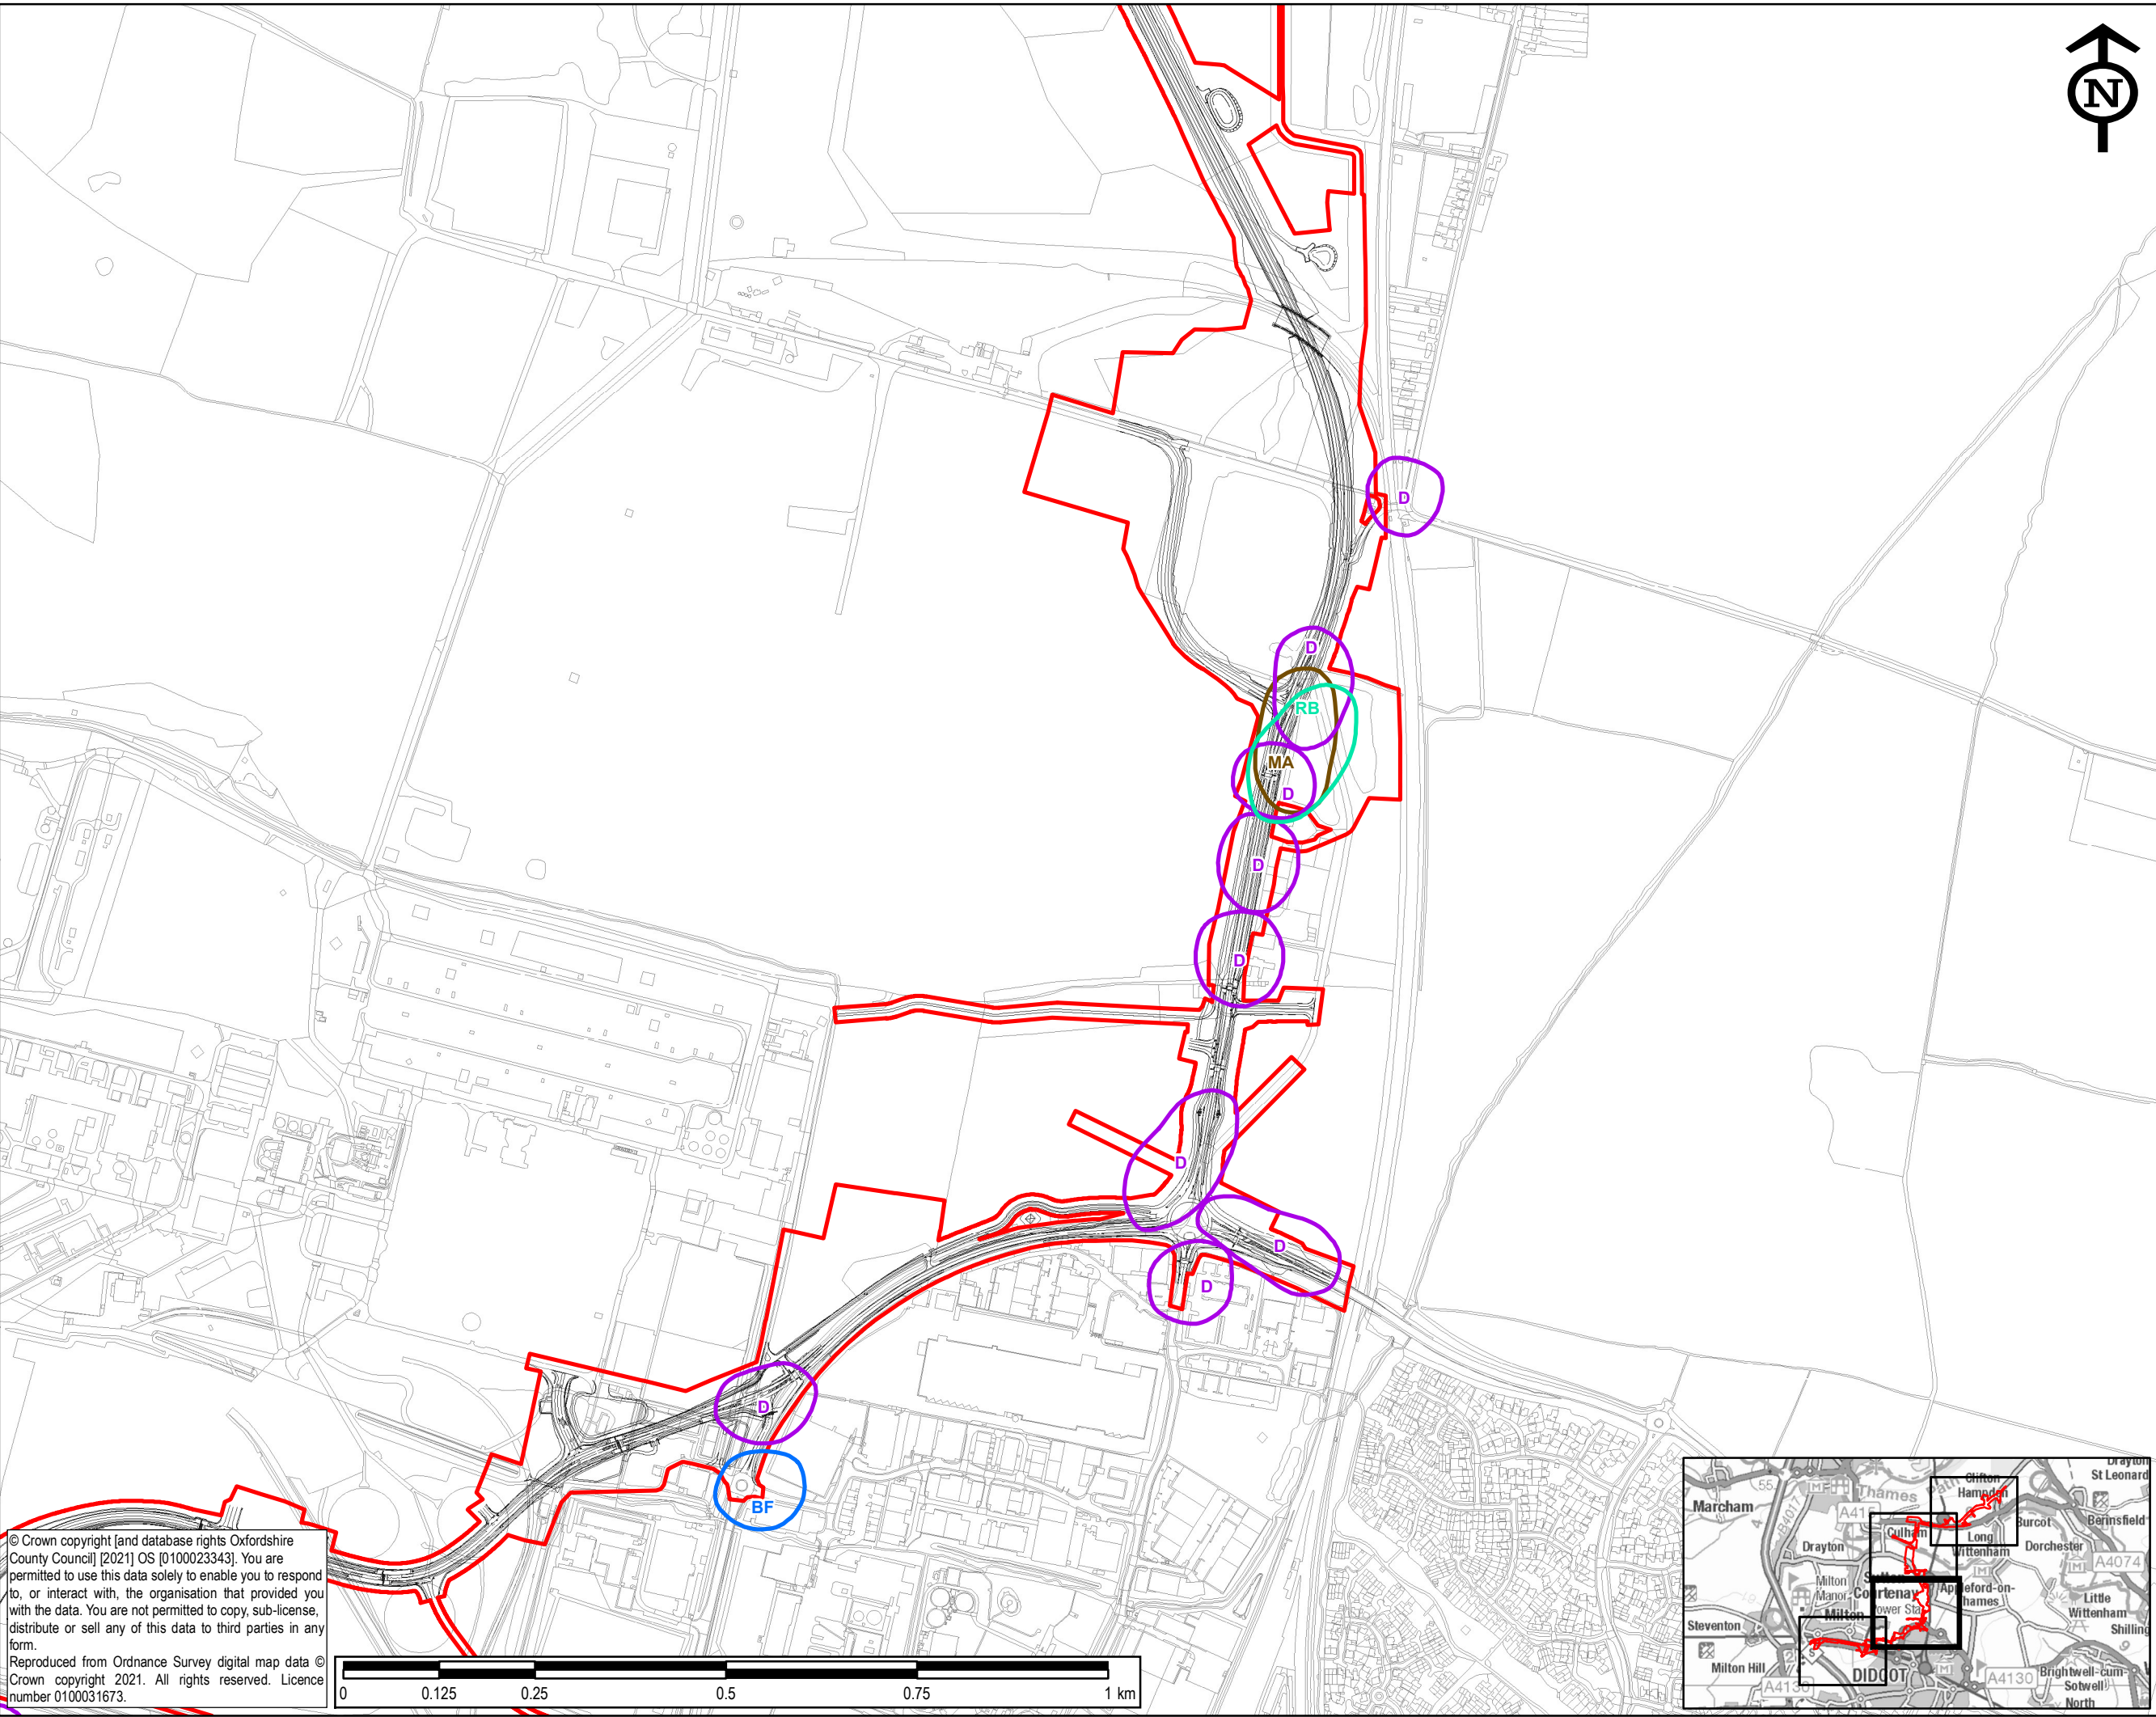 N
D
D
RB
MA
D
D
D
D
D
D
D
BF
© Crown copyright [and database rights Oxfordshire
County Council] [2021] OS [0100023343]. You are
permitted to use this data solely to enable you to respond
to, or interact with, the organisation that provided you
with the data. You are not permitted to copy, sub-license,
distribute or sell any of this data to third parties in any
form.
Reproduced from Ordnance Survey digital map data ©
Crown copyright 2021. All rights reserved. Licence
number 0100031673.
0 0.125 0.25 0.5 0.75 1 km
Drayton
St Leonard
Clifton
Hampden
Thames
Marcham
55
B4017
A415
Culham
Burcot
Berinsfield
Long
Wittenham
Dorchester
Drayton
A4074
Milton
Manor
Sutton
Courtenay
Appleford-on-
Thames
Power Sta
Milton
Little
Wittenham
Shilling
Steventon
Milton Hill
DIDCOT
A4130
A4130
Brightwell-cum-
Sotwell
North